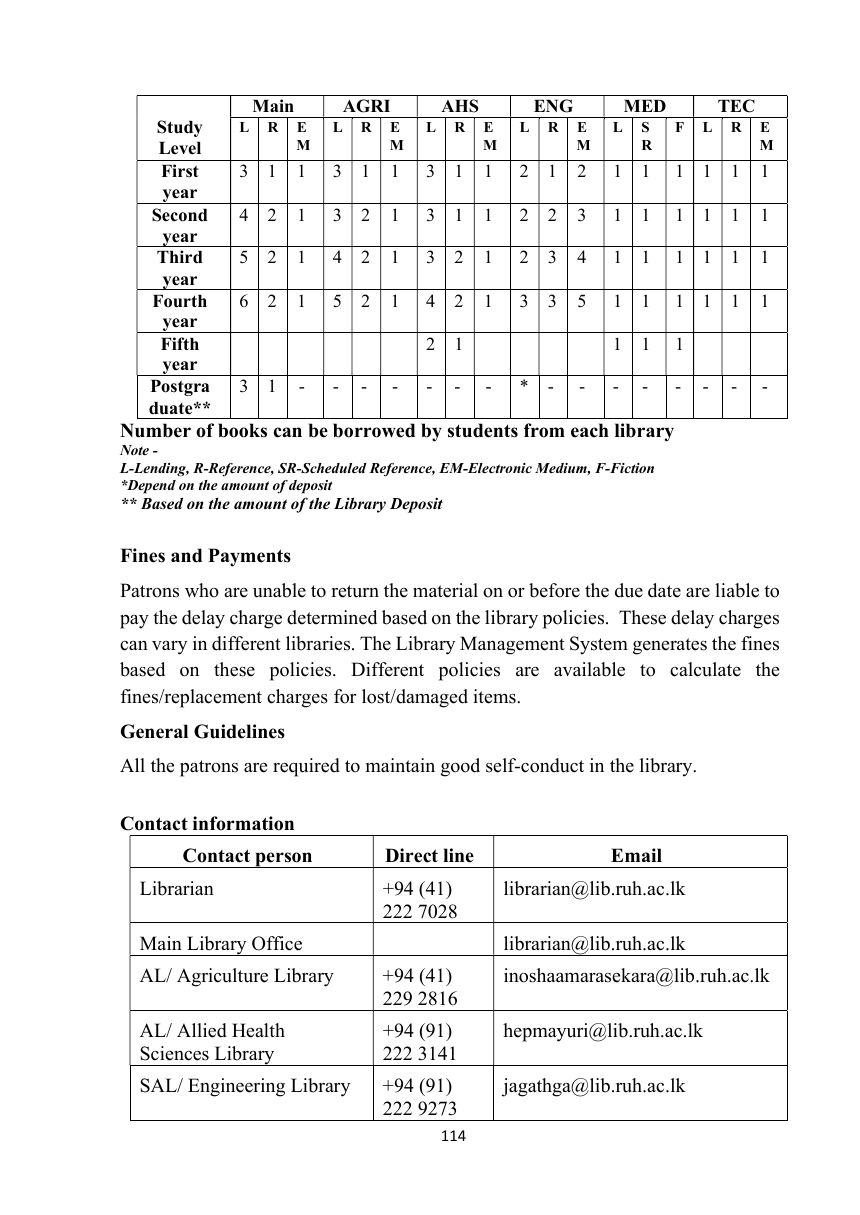 Main AGRI AHS ENG MED TEC
Study Level L R EM L R EM L R EM L R EM L SR F L R EM
First year 3 1 1 3 1 1 3 1 1 2 1 2 1 1 1 1 1 1
Second year 4 2 1 3 2 1 3 1 1 2 2 3 1 1 1 1 1 1
Third year 5 2 1 4 2 1 3 2 1 2 3 4 1 1 1 1 1 1
Fourth year 6 2 1 5 2 1 4 2 1 3 3 5 1 1 1 1 1 1
Fifth year 2 1 1 1 1
Postgra duate** 3 1 - - - - - - - * - - - - - - - -
Number of books can be borrowed by students from each library
Note -
L-Lending, R-Reference, SR-Scheduled Reference, EM-Electronic Medium, F-Fiction
*Depend on the amount of deposit
** Based on the amount of the Library Deposit
Fines and Payments
Patrons who are unable to return the material on or before the due date are liable to
pay the delay charge determined based on the library policies. These delay charges
can vary in different libraries. The Library Management System generates the fines
based on these policies. Different policies are available to calculate the
fines/replacement charges for lost/damaged items.
General Guidelines
All the patrons are required to maintain good self-conduct in the library.
Contact information
Contact person Direct line Email
Librarian +94 (41) 222 7028 librarian@lib.ruh.ac.lk
Main Library Office librarian@lib.ruh.ac.lk
AL/ Agriculture Library +94 (41) 229 2816 inoshaamarasekara@lib.ruh.ac.lk
AL/ Allied Health Sciences Library +94 (91) 222 3141 hepmayuri@lib.ruh.ac.lk
SAL/ Engineering Library +94 (91) 222 9273 jagathga@lib.ruh.ac.lk
114